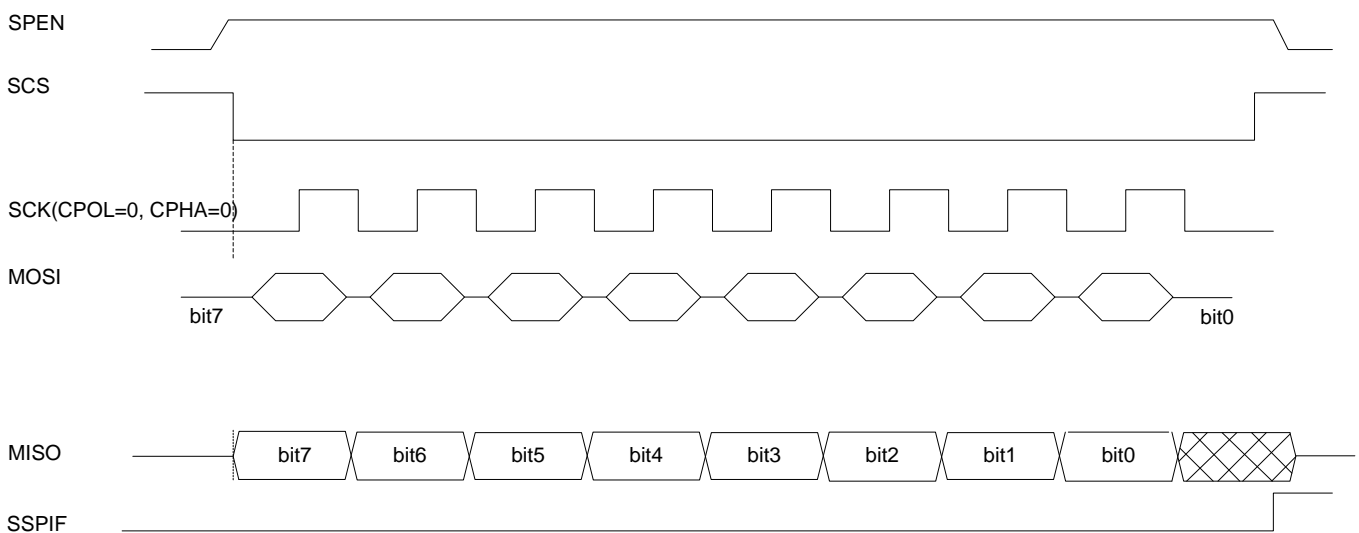 SPEN
SCS
SCK(CPOL=0, CPHA=0)
MOSI
bit7
bit0
MISO
bit7 bit6 bit5 bit4 bit3 bit2 bit1 bit0
SSPIF